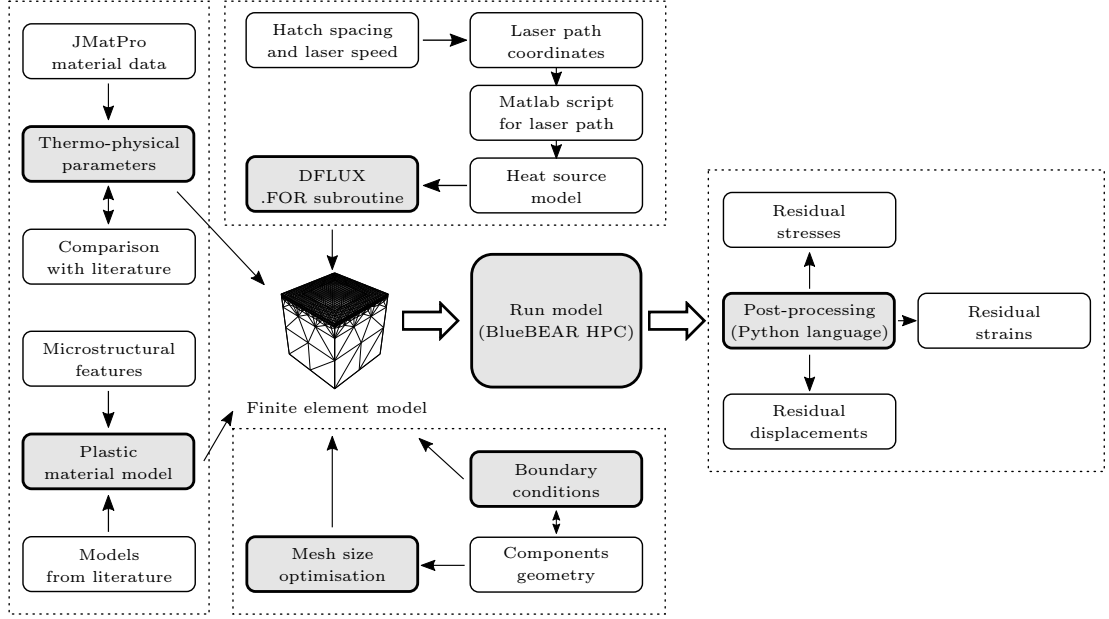 JMatPro
material data
Thermo-physical
parameters
Comparison
with literature
Microstructural
features
Plastic
material model
Models
from literature
Hatch spacing
and laser speed
Laser path
coordinates
Matlab script
for laser path
Heat source
model
DFLUX
.FOR subroutine
Finite element model
Boundary
conditions
Components
geometry
Mesh size
optimisation
Run model
(BlueBEAR HPC)
Residual
stresses
Post-processing
(Python language)
Residual
strains
Residual
displacements